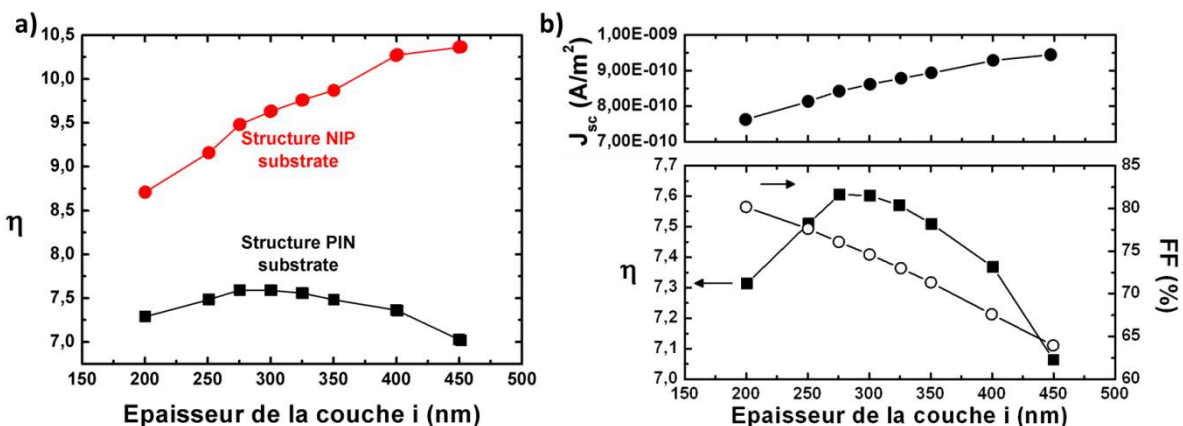 a)
10,5
10,0
9,5
9,0
8,5
8,0
7,5
7,0
η
Structure NIP
substrate
Structure PIN
substrate
150 200 250 300 350 400 450 500
Epaisseur de la couche i (nm)
b)
1,00E-009
9,00E-010
8,00E-010
7,00E-010
Jsc (A/m²)
7,7
7,6
7,5
7,4
7,3
7,2
7,1
7,0
η
85
80
75
70
65
60
FF (%)
150 200 250 300 350 400 450 500
Epaisseur de la couche i (nm)